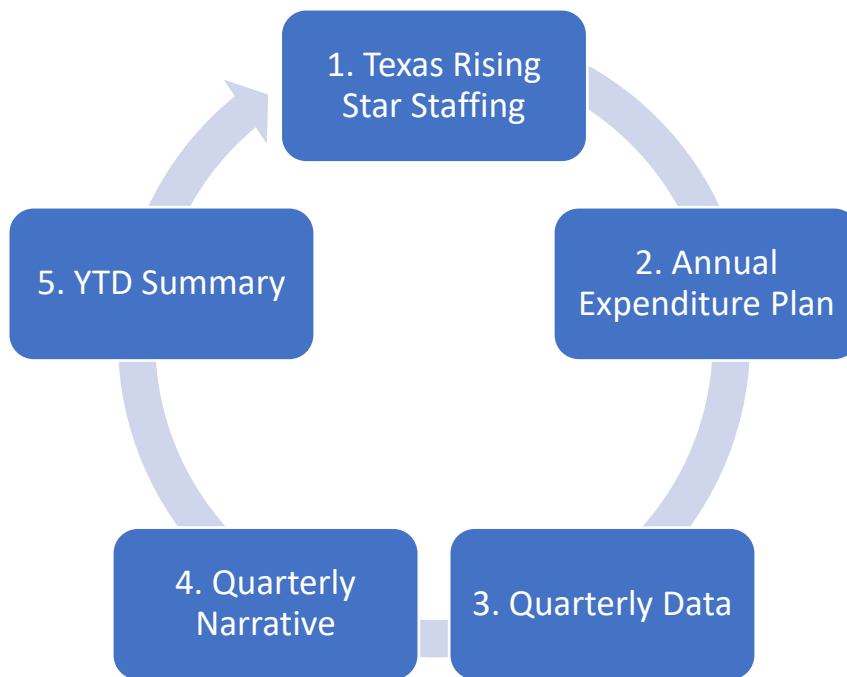 1. Texas Rising
Star Staffing
2. Annual
Expenditure Plan
3. Quarterly Data
4. Quarterly
Narrative
5. YTD Summary